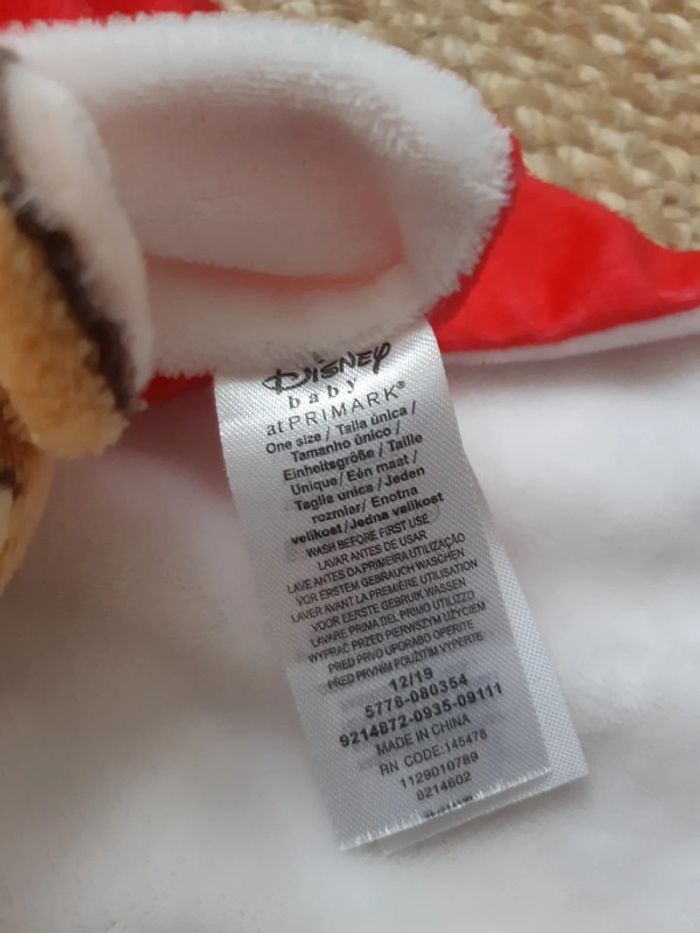 Disney
baby
at PRIMARK®
One size / Talla única /
Tamanho único /
Einheitsgröße / Taille
Unique / Eén maat /
Taglia unica / Jeden
rozmiar / Enotna
velikost / Jedna velikost
WASH BEFORE FIRST USE
LAVAR ANTES DE USAR
LAVE ANTES DA PRIMEIRA UTILIZAÇÃO
VOR ERSTEM GEBRAUCH WASCHEN
LAVER AVANT LA PREMIÈRE UTILISATION
VOOR EERSTE GEBRUIK WASSEN
LAVARE PRIMA DEL PRIMO UTILIZZO
WYPRAĆ PRZED PIERWSZYM UŻYCIEM
PRED PRVO UPORABO OPERITE
PŘED PRVNÍM POUŽITÍM VYPERTE
12/19
5778-080354
9214872-0935-09111
MADE IN CHINA
RN CODE:145476
1129010789
8214602